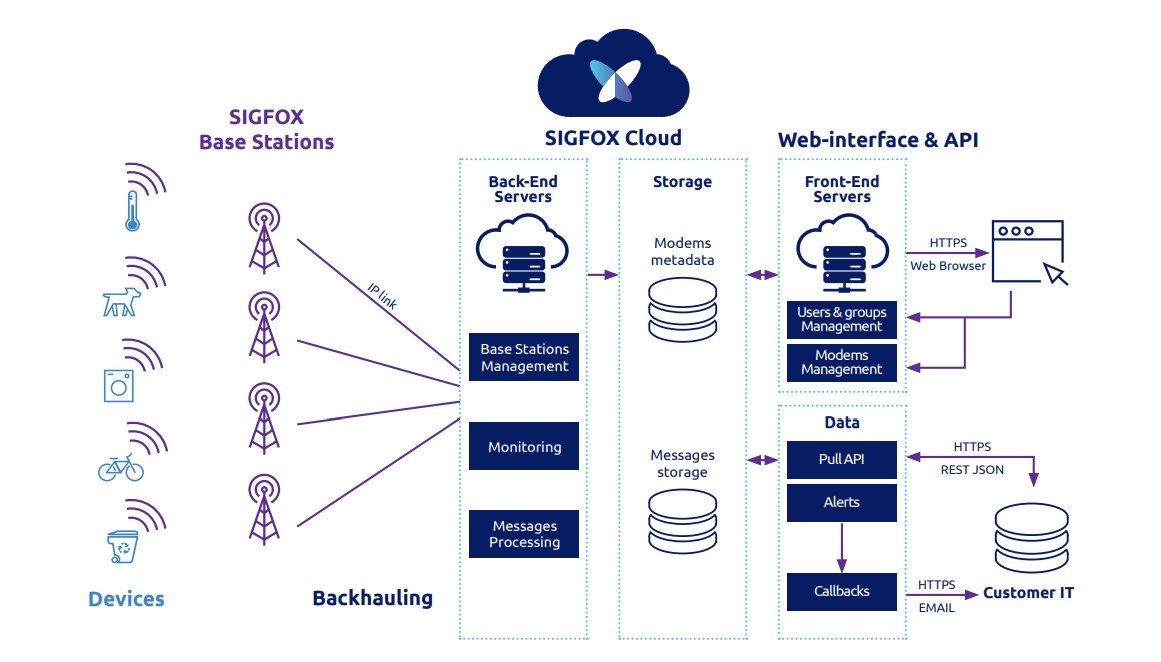 SIGFOX
Base Stations
SIGFOX Cloud
Web-interface & API
Back-End
Servers
Storage
Front-End
Servers
Modems
metadata
HTTPS
Web Browser
IP link
Users & groups
Management
Modems
Management
Base Stations
Management
Data
Monitoring
Messages
storage
Pull API
HTTPS
REST JSON
Alerts
Messages
Processing
Callbacks
HTTPS
EMAIL
Customer IT
Devices
Backhauling